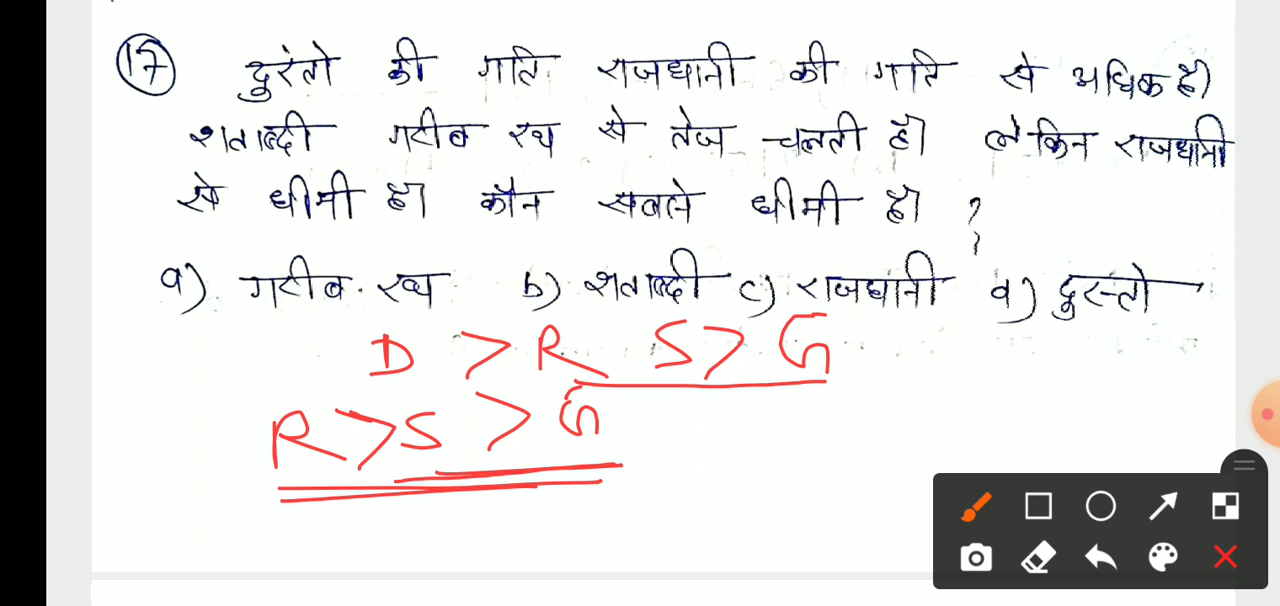 17 दुरंतो की गति राजधानी की गति से अधिक है।
शताब्दी गरीब रथ से तेज चलती है। लेकिन राजधानी
से धीमी है। कौन सबसे धीमी है। ?
a) गरीब रथ b) शताब्दी c) राजधानी d) दुरन्तो
D > R S > G
R > S > G